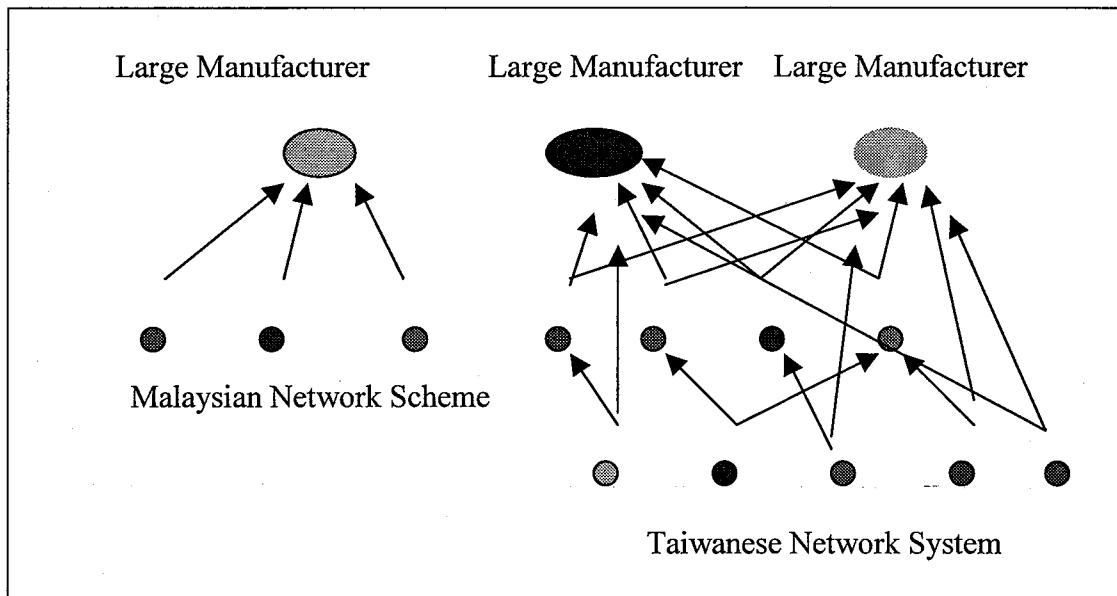 Large Manufacturer
Large Manufacturer
Large Manufacturer
Malaysian Network Scheme
Taiwanese Network System